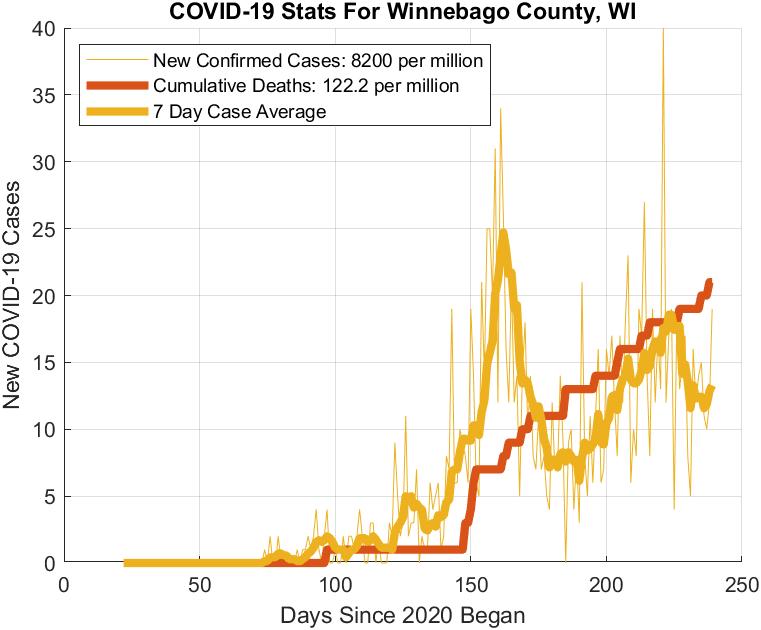 COVID-19 Stats For Winnebago County, WI
New Confirmed Cases: 8200 per million
Cumulative Deaths: 122.2 per million
7 Day Case Average
New COVID-19 Cases
40
35
30
25
20
15
10
5
0
0 50 100 150 200 250
Days Since 2020 Began